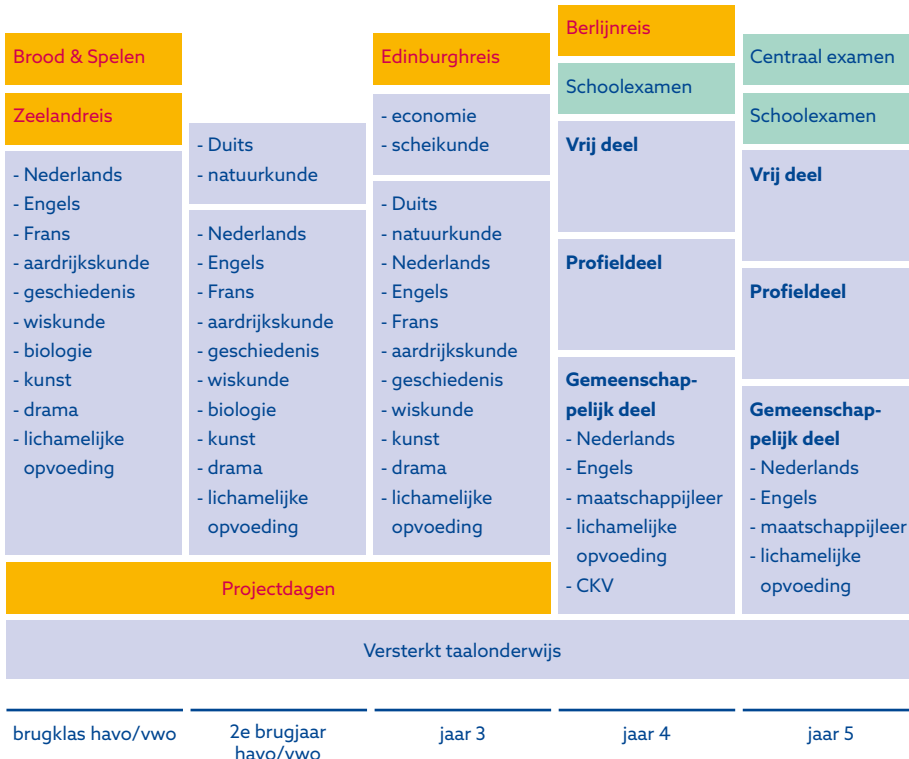 Brood & Spelen
Zeelandreis
- Nederlands
- Engels
- Frans
- aardrijkskunde
- geschiedenis
- wiskunde
- biologie
- kunst
- drama
- lichamelijke
opvoeding
- Duits
- natuurkunde
- Nederlands
- Engels
- Frans
- aardrijkskunde
- geschiedenis
- wiskunde
- biologie
- kunst
- drama
- lichamelijke
opvoeding
Edinburghreis
- economie
- scheikunde
- Duits
- natuurkunde
- Nederlands
- Engels
- Frans
- aardrijkskunde
- geschiedenis
- wiskunde
- kunst
- drama
- lichamelijke
opvoeding
Berlijnreis
Schoolexamen
Vrij deel
Profieldeel
Gemeenschap-
pelijk deel
- Nederlands
- Engels
- maatschappijleer
- lichamelijke
opvoeding
- CKV
Centraal examen
Schoolexamen
Vrij deel
Profieldeel
Gemeenschap-
pelijk deel
- Nederlands
- Engels
- maatschappijleer
- lichamelijke
opvoeding
Projectdagen
Versterkt taalonderwijs
brugklas havo/vwo
2e brugjaar
havo/vwo
jaar 3
jaar 4
jaar 5